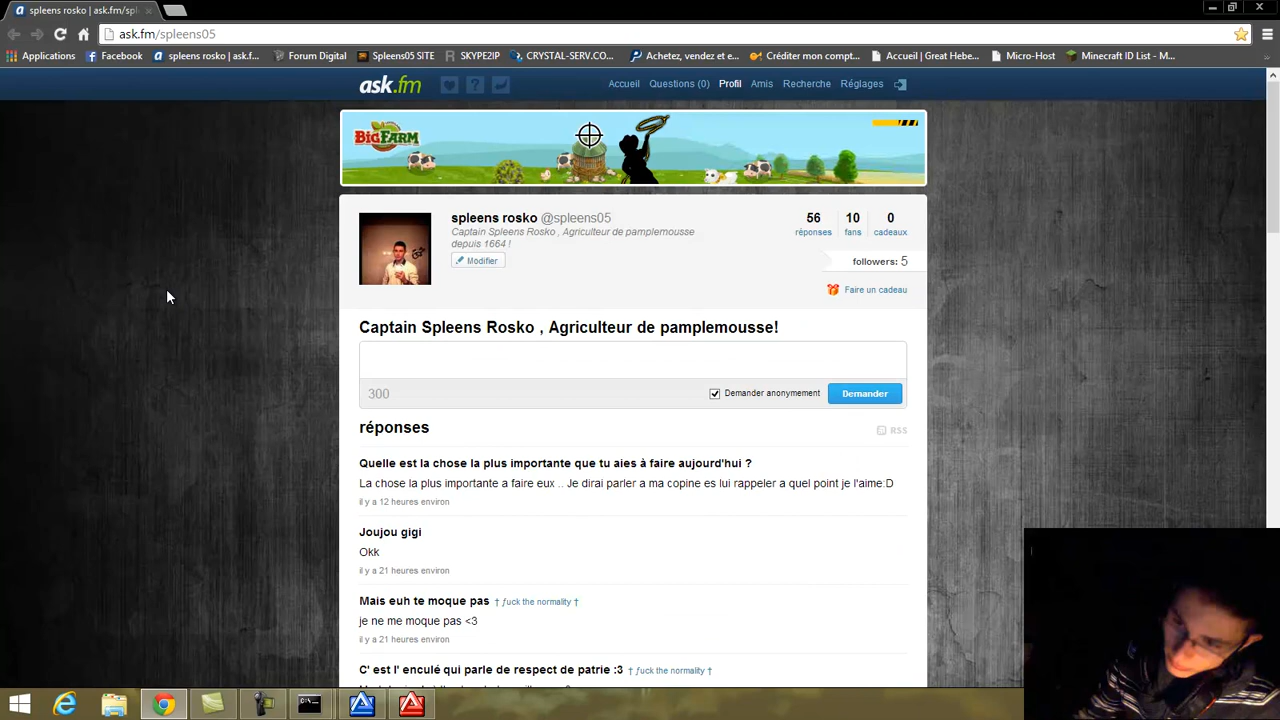 spleens rosko | ask.fm/spl
ask.fm/spleens05
Applications Facebook spleens rosko | ask.f... Forum Digital Spleens05 SITE SKYPE2IP CRYSTAL-SERV.CO... Achetez, vendez et e... Créditer mon compt... Accueil | Great Hebe... Micro-Host Minecraft ID List - M...
ask.fm Accueil Questions (0) Profil Amis Recherche Réglages
BIGFARM
spleens rosko @spleens05
Captain Spleens Rosko , Agriculteur de pamplemousse
depuis 1664 !
Modifier
56 10 0
réponses fans cadeaux
followers: 5
Faire un cadeau
Captain Spleens Rosko , Agriculteur de pamplemousse!
300 Demander anonymement Demander
réponses RSS
Quelle est la chose la plus importante que tu aies à faire aujourd'hui ?
La chose la plus importante a faire eux .. Je dirai parler a ma copine es lui rappeler a quel point je l'aime:D
il y a 12 heures environ
Joujou gigi
Okk
il y a 21 heures environ
Mais euh te moque pas † ƒuck the normality †
je ne me moque pas <3
il y a 21 heures environ
C' est l' enculé qui parle de respect de patrie :3 † ƒuck the normality †